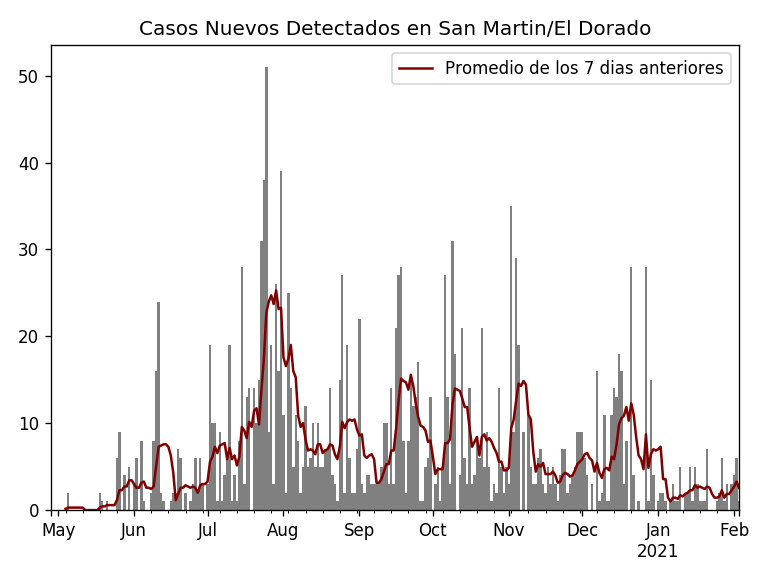 Casos Nuevos Detectados en San Martin/El Dorado
Promedio de los 7 dias anteriores
50
40
30
20
10
0
May Jun Jul Aug Sep Oct Nov Dec Jan Feb
2021